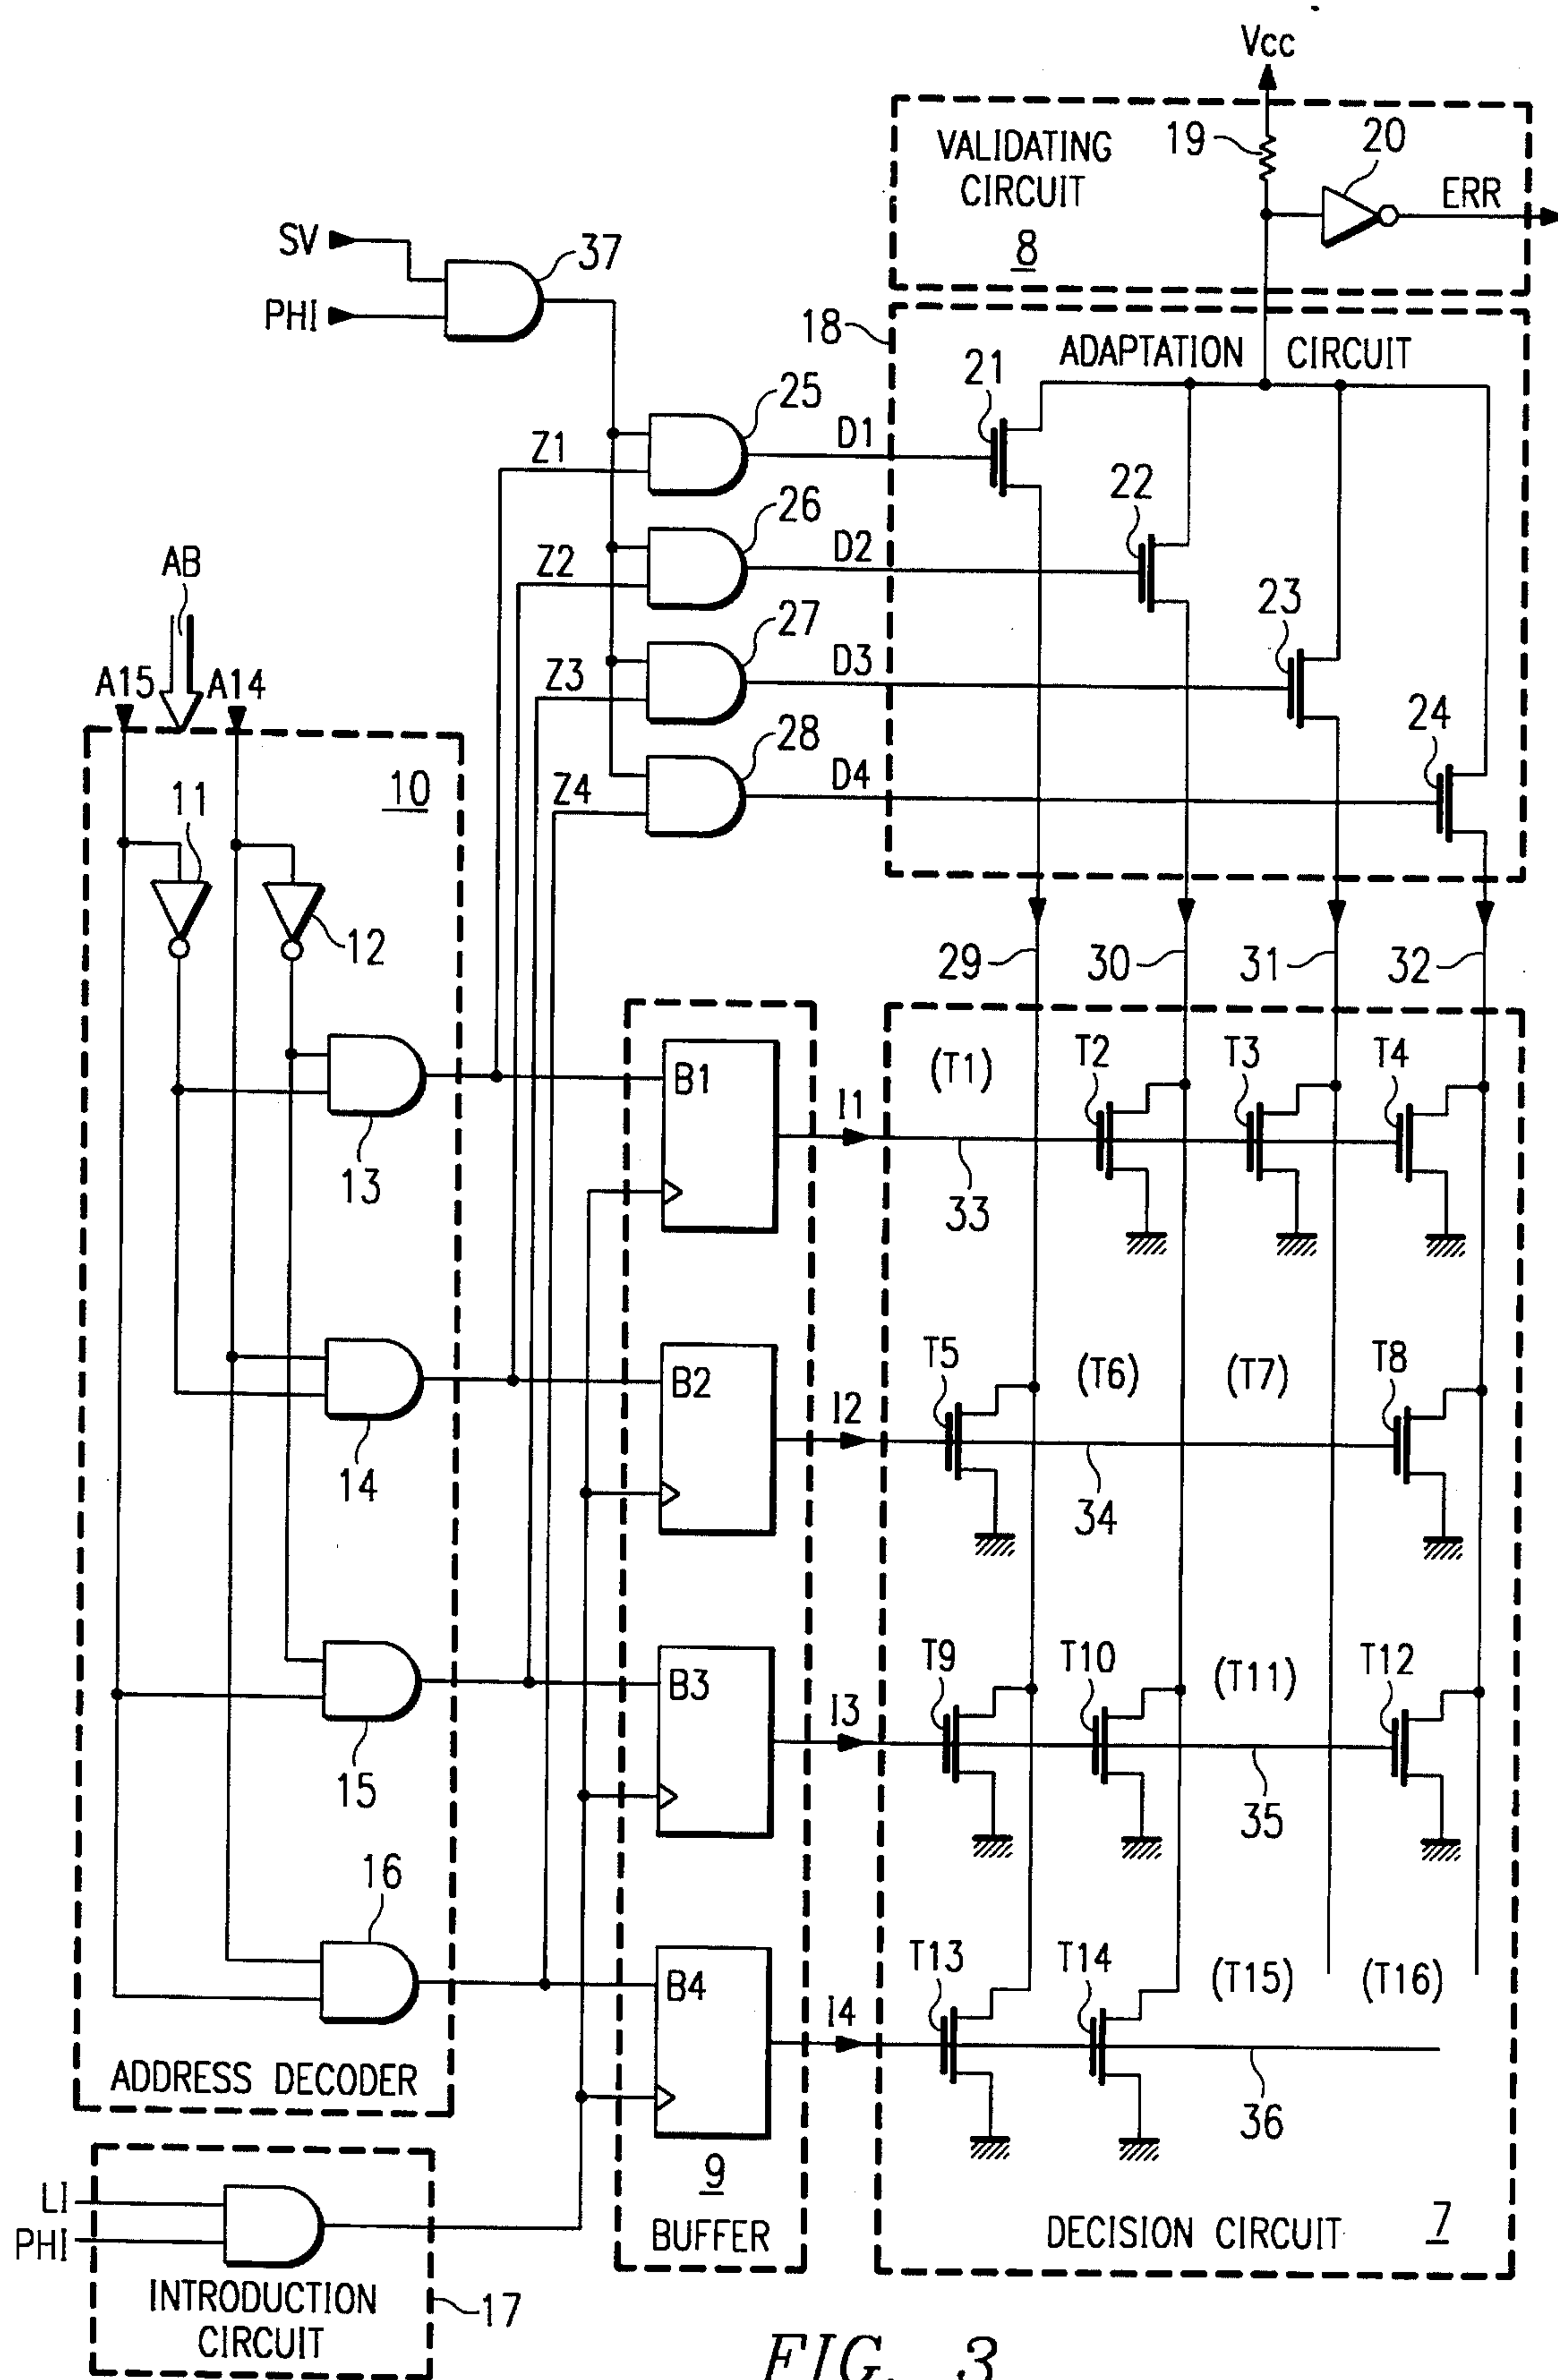 Vcc
19
20
VALIDATING
CIRCUIT
8
ERR
SV
37
PHI
18
ADAPTATION CIRCUIT
21
25
Z1
D1
22
26
AB
Z2
D2
23
27
A15
A14
Z3
D3
24
28
10
Z4
D4
11
12
29
30
31
32
(T1)
T2
T3
T4
B1
I1
13
33
T5
(T6)
(T7)
T8
B2
I2
14
34
T9
T10
(T11)
T12
B3
I3
15
35
16
T13
T14
(T15)
(T16)
B4
I4
ADDRESS DECODER
36
9
BUFFER
DECISION CIRCUIT
7
LI
PHI
INTRODUCTION
CIRCUIT
17
FIG. 3